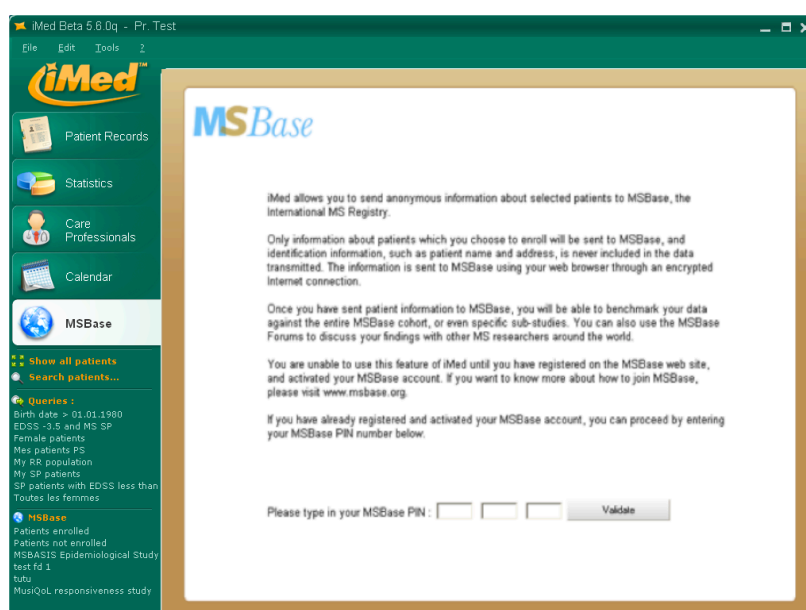 iMed Beta 5.6.0q - Pr. Test
File Edit Tools ?
iMed™
Patient Records
Statistics
Care
Professionals
Calendar
MSBase
Show all patients
Search patients...
Queries :
Birth date > 01.01.1980
EDSS -3.5 and MS SP
Female patients
Mes patients PS
My RR population
My SP patients
SP patients with EDSS less than
Toutes les femmes
MSBase
Patients enrolled
Patients not enrolled
MSBASIS Epidemiological Study
test fd 1
tutu
MusiQoL responsiveness study
MSBase
iMed allows you to send anonymous information about selected patients to MSBase, the
International MS Registry.
Only information about patients which you choose to enroll will be sent to MSBase, and
identification information, such as patient name and address, is never included in the data
transmitted. The information is sent to MSBase using your web browser through an encrypted
Internet connection.
Once you have sent patient information to MSBase, you will be able to benchmark your data
against the entire MSBase cohort, or even specific sub-studies. You can also use the MSBase
Forums to discuss your findings with other MS researchers around the world.
You are unable to use this feature of iMed until you have registered on the MSBase web site,
and activated your MSBase account. If you want to know more about how to join MSBase,
please visit www.msbase.org.
If you have already registered and activated your MSBase account, you can proceed by entering
your MSBase PIN number below.
Please type in your MSBase PIN : Validate